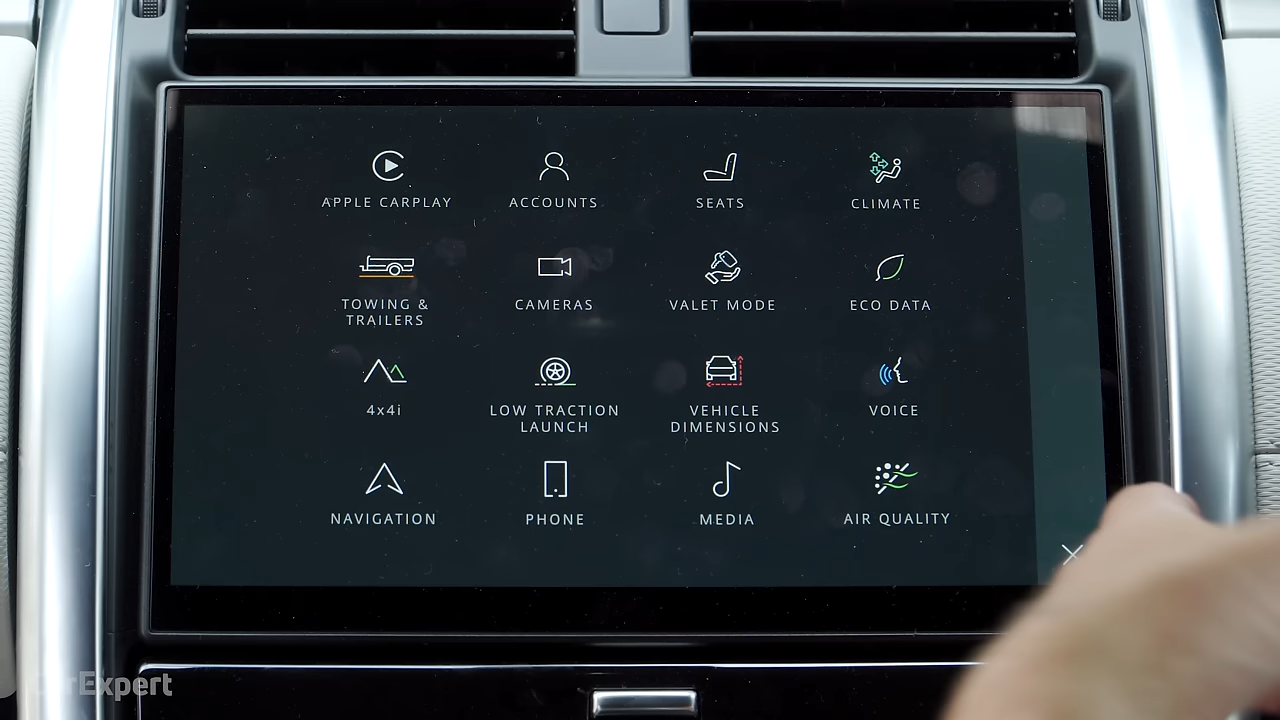 APPLE CARPLAY
ACCOUNTS
SEATS
CLIMATE
TOWING &
TRAILERS
CAMERAS
VALET MODE
ECO DATA
4x4i
LOW TRACTION
LAUNCH
VEHICLE
DIMENSIONS
VOICE
NAVIGATION
PHONE
MEDIA
AIR QUALITY
CarExpert